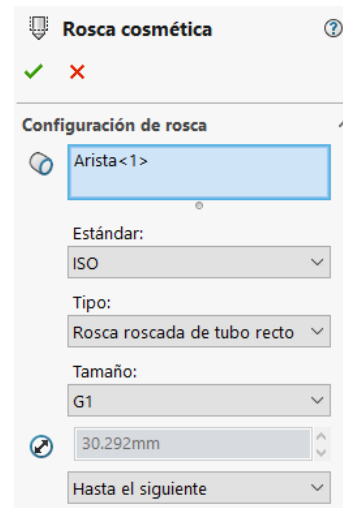 Rosca cosmética
Configuración de rosca
Arista<1>
Estándar:
ISO
Tipo:
Rosca roscada de tubo recto
Tamaño:
G1
30.292mm
Hasta el siguiente